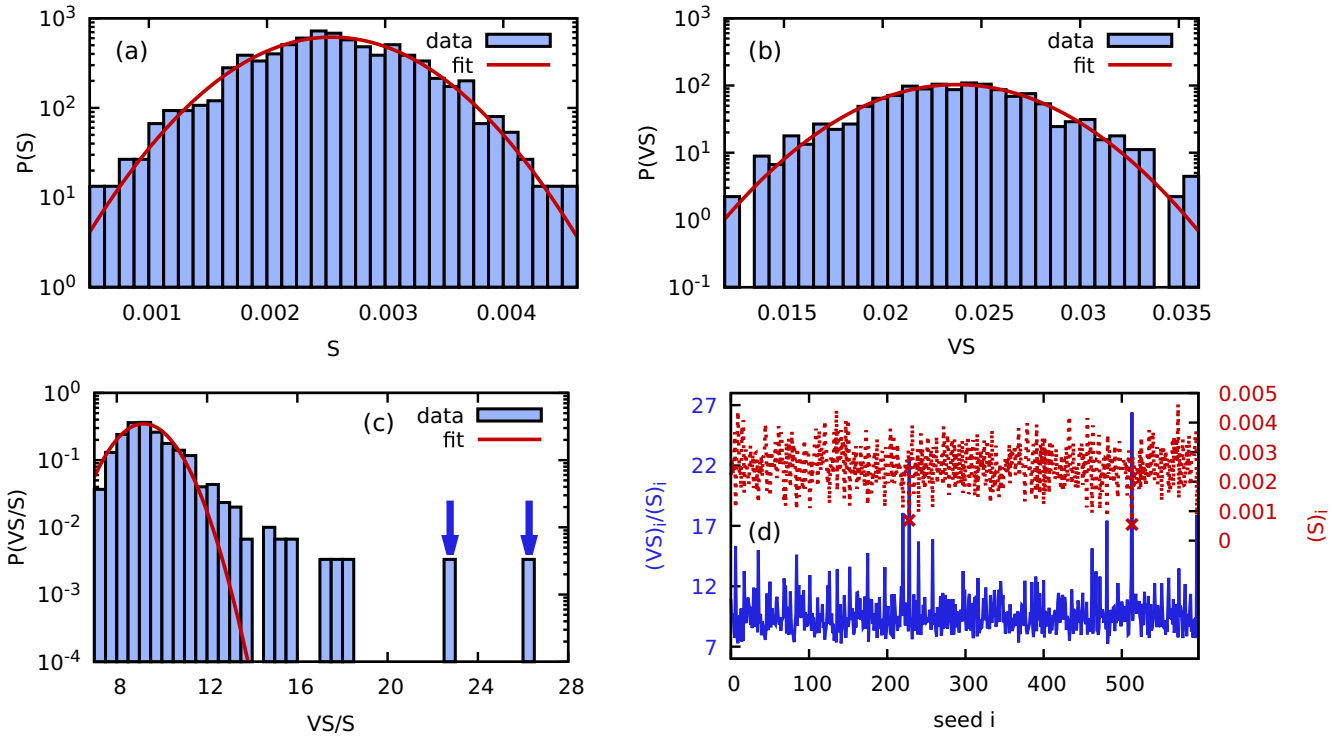 (a)
data
fit
P(S)
10^3
10^2
10^1
10^0
0.001 0.002 0.003 0.004
S
(b)
data
fit
P(VS)
10^3
10^2
10^1
10^0
10^-1
0.015 0.02 0.025 0.03 0.035
VS
(c)
data
fit
P(VS/S)
10^0
10^-1
10^-2
10^-3
10^-4
8 12 16 20 24 28
VS/S
(d)
(VS)_i/(S)_i
27
22
17
12
7
0.005
0.004
0.003
0.002
0.001
0
(S)_i
0 100 200 300 400 500
seed i